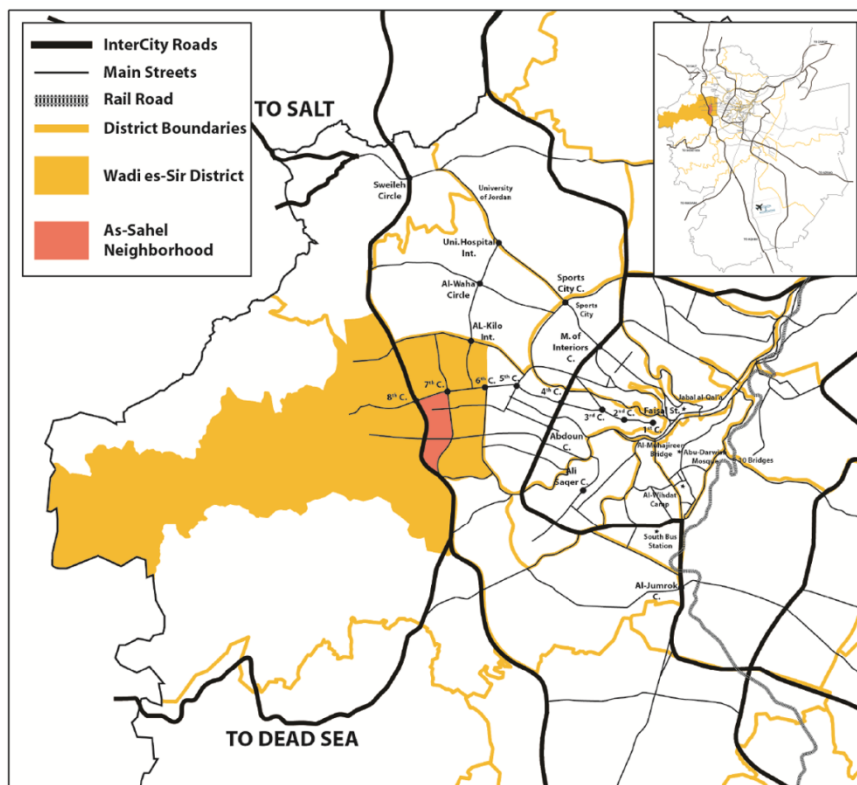 InterCity Roads
Main Streets
Rail Road
District Boundaries
Wadi es-Sir District
As-Sahel
Neighborhood
TO SALT
Sweileh
Circle
University
of Jordan
Uni.Hospital
Int.
Al-Waha
Circle
Sports
City C.
Sports
City
AL-Kilo
Int.
M. of
Interiors
C.
8th C.
7th C.
6th C.
5th C.
4th C.
3rd C.
2nd C.
1st C.
Faisal St.
Jabal al-Qal'a
Abdoun
C.
Al-Mohajireen
Bridge
Abu-Darwish
Mosque
10 Bridges
Ali
Saqer C.
Al-Wihdat
Camp
South Bus
Station
Al-Jumrok
C.
TO DEAD SEA